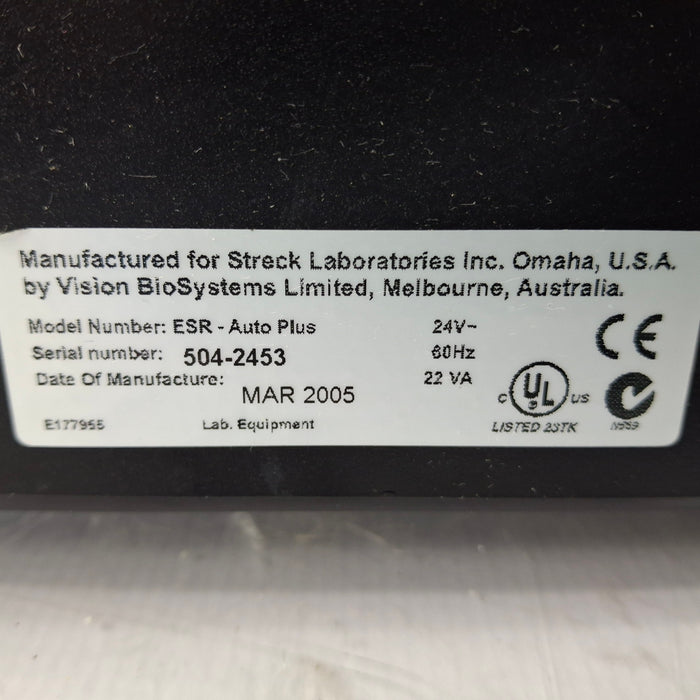 Manufactured for Streck Laboratories Inc. Omaha, U.S.A.
by Vision BioSystems Limited, Melbourne, Australia.
Model Number: ESR - Auto Plus 24V~
Serial number: 504-2453 60Hz
Date Of Manufacture: MAR 2005 22 VA
CE
c UL us
LISTED 23TK
N569
E177955 Lab. Equipment